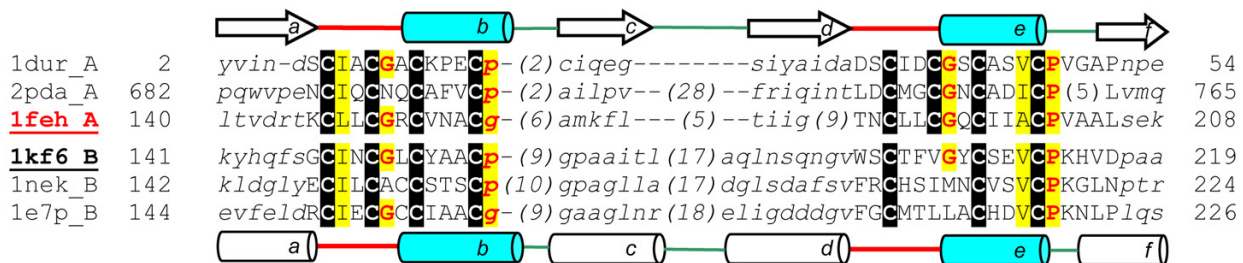 a b c d e f
1dur_A 2 yvin-dSCIACGACKPECp-(2)ciqeg--------siyaidaDSCIDCGSCASVCPVGAPnpe 54
2pda_A 682 pqwvpeNCIQCNQCAFVCp-(2)ailpv--(28)-friqintLDCMGCGNCADICP(5)Lvmq 765
1feh_A 140 ltvdrtKCLLCGRCVNACg-(6)amkfl---(5)--tiig(9)TNCLLCGQCIIACPVAALsek 208
1kf6_B 141 kyhqfsGCINCGLCYAACp-(9)gpaaitl(17)aqlnsqngvWSCTFVGYCSEVCPKHVDpaa 219
1nek_B 142 kldglyECILCACCSTSCp-(10)gpaglla(17)dglsdafsvFRCHSIMNCVSVCPKGLNptr 224
1e7p_B 144 evfeldRCIECGCCIAACg-(9)gaaglnr(18)eligdddgvFGCMTLLACHDVCPKNLPlqs 226
a b c d e f